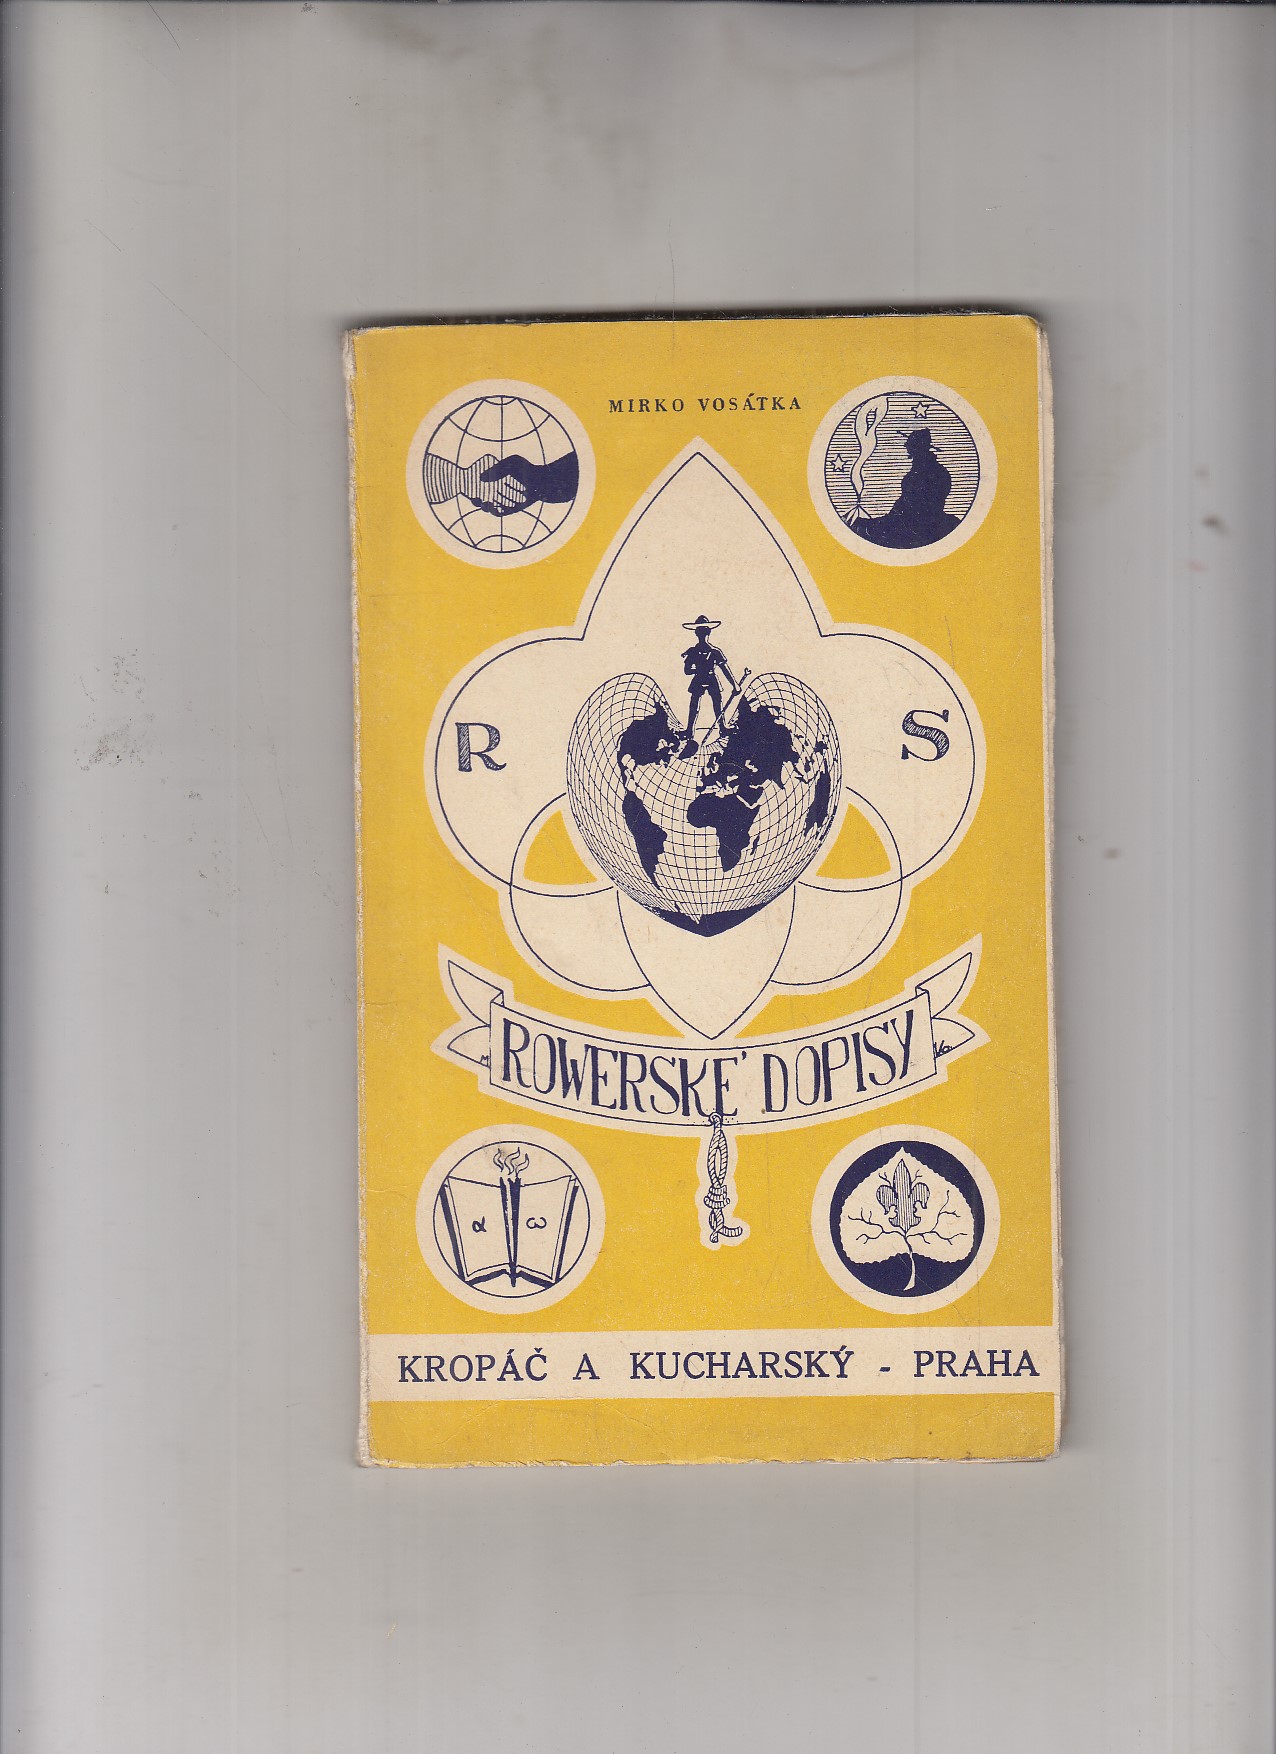 MIRKO VOSÁTKA
R S
ROWERSKÉ DOPISY
α ω
KROPÁČ A KUCHARSKÝ - PRAHA